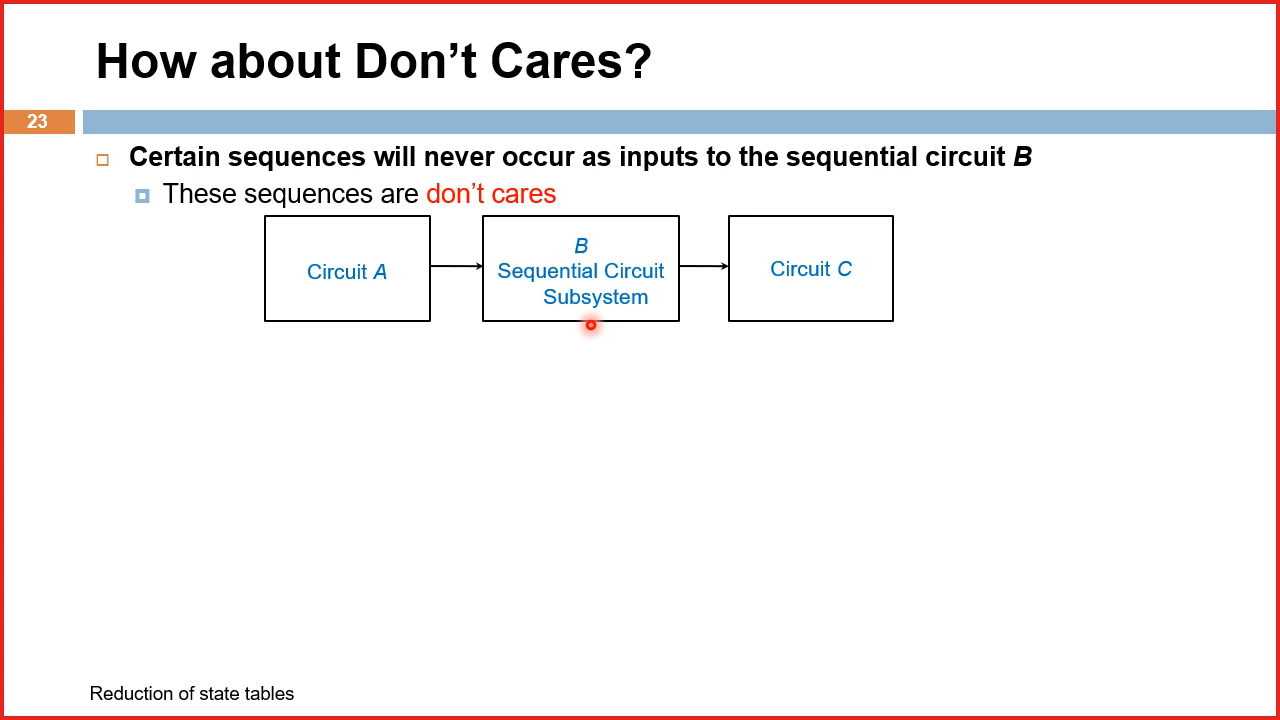 How about Don’t Cares?
23
Certain sequences will never occur as inputs to the sequential circuit B
These sequences are don’t cares
Circuit A
B
Sequential Circuit
Subsystem
Circuit C
Reduction of state tables